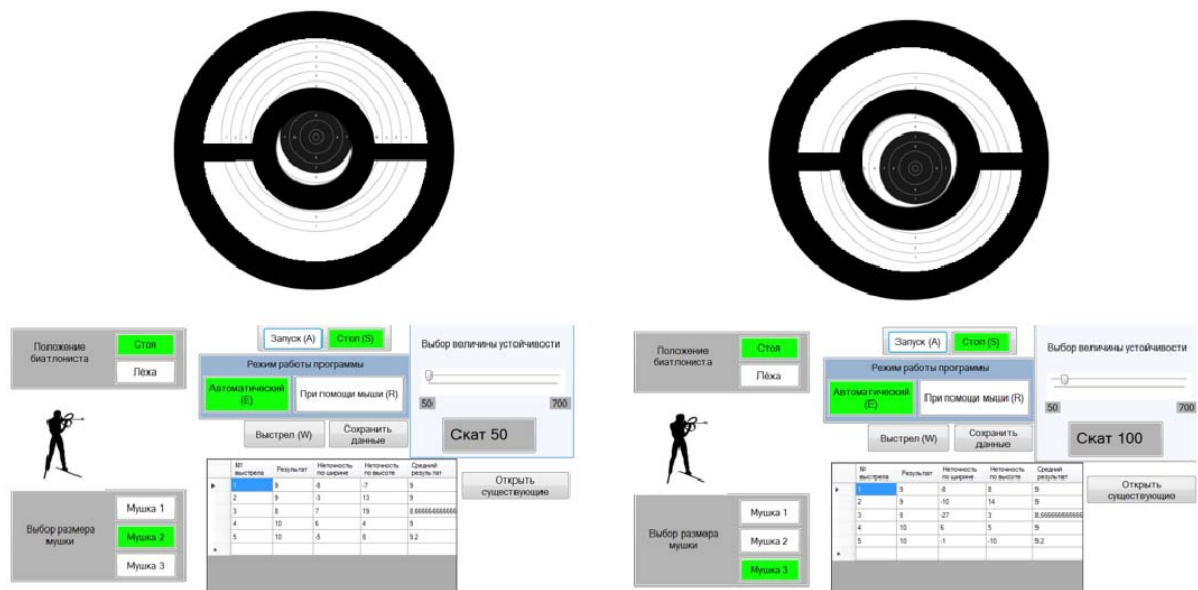 Положение
биатлониста
Стоя
Лежа
Запуск (A)
Стоп (S)
Режим работы программы
Автоматический
(E)
При помощи мыши (R)
Выстрел (W)
Сохранить
данные
Выбор величины устойчивости
50
700
Скат 50
Открыть
существующие
№
выстрела Результат Неточность
по ширине Неточность
по высоте Средний
результат
1 9 -8 -7 9
2 9 -3 13 9
3 8 7 19
4 10 6 4 9
5 10 -5 8 9.2
Выбор размера
мушки
Мушка 1
Мушка 2
Мушка 3
Положение
биатлониста
Стоя
Лёжа
Запуск (A)
Стоп (S)
Режим работы программы
Автоматический
(E)
При помощи мыши (R)
Выстрел (W)
Сохранить
данные
Выбор величины устойчивости
50
700
Скат 100
Открыть
существующие
№
выстрела Результат Неточность
по ширине Неточность
по высоте Средний
результат
1 9 -8 8 9
2 9 -10 14 9
3 8 -27 3
4 10 6 5 9
5 10 -1 -10 9,2
Выбор размера
мушки
Мушка 1
Мушка 2
Мушка 3